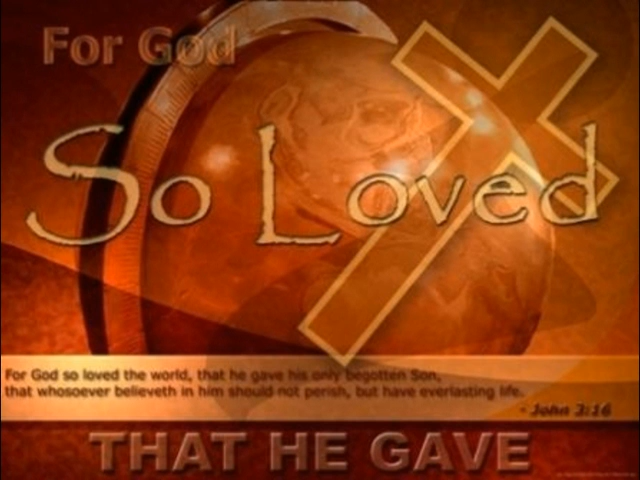 For God
So Loved
For God so loved the world, that he gave his only begotten Son,
that whosoever believeth in him should not perish, but have everlasting life.
- John 3:16
THAT HE GAVE